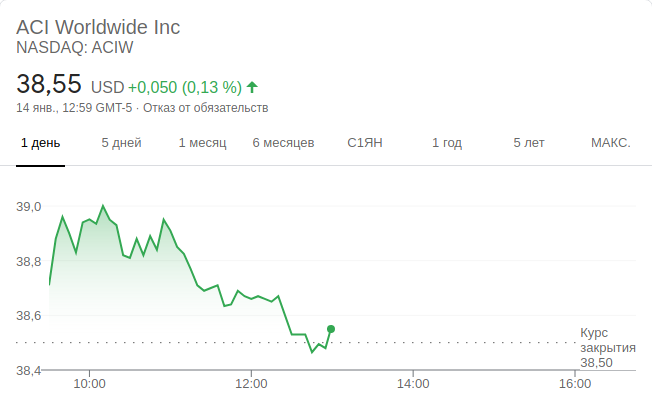 ACI Worldwide Inc
NASDAQ: ACIW
38,55 USD +0,050 (0,13 %)
14 янв., 12:59 GMT-5 · Отказ от обязательств
1 день 5 дней 1 месяц 6 месяцев С1ЯН 1 год 5 лет МАКС.
39,0
38,8
38,6
38,4
Курс
закрытия
38,50
10:00 12:00 14:00 16:00